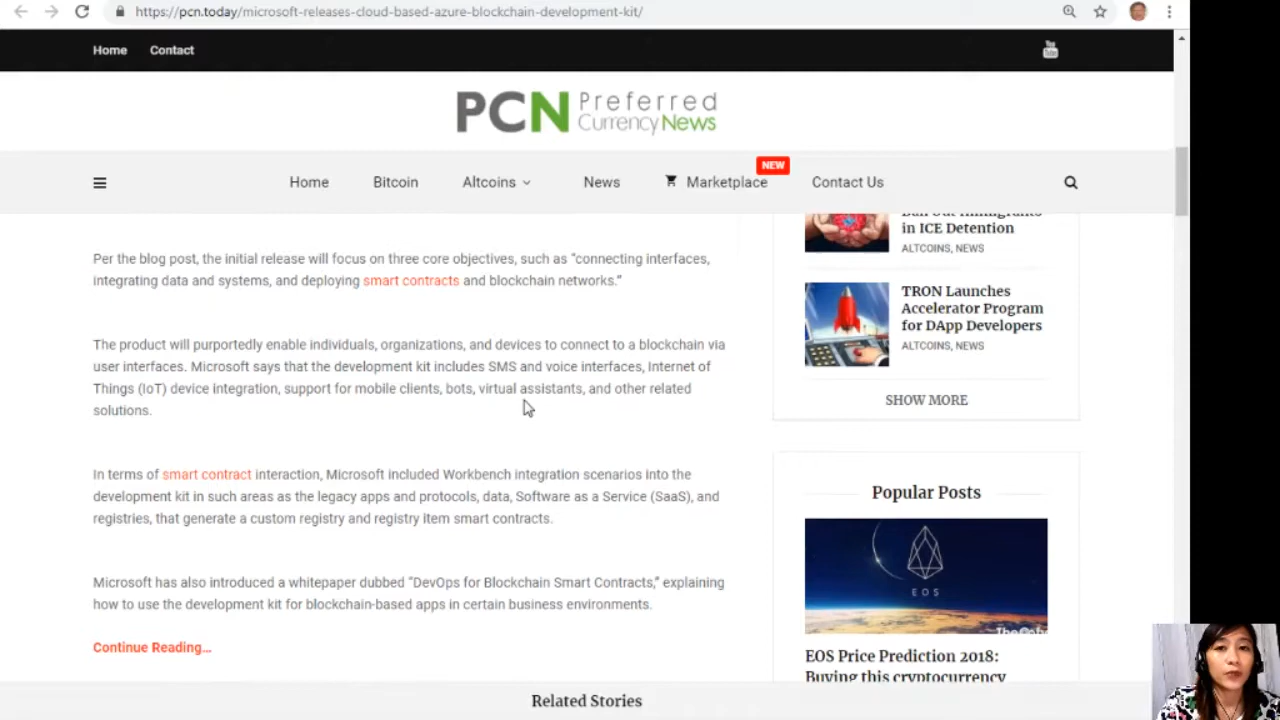 https://pcn.today/microsoft-releases-cloud-based-azure-blockchain-development-kit/
Home Contact
You Tube
PCN Preferred
Currency News
NEW
Home Bitcoin Altcoins News Marketplace Contact Us
Per the blog post, the initial release will focus on three core objectives, such as “connecting interfaces,
integrating data and systems, and deploying smart contracts and blockchain networks.”
The product will purportedly enable individuals, organizations, and devices to connect to a blockchain via
user interfaces. Microsoft says that the development kit includes SMS and voice interfaces, Internet of
Things (IoT) device integration, support for mobile clients, bots, virtual assistants, and other related
solutions.
In terms of smart contract interaction, Microsoft included Workbench integration scenarios into the
development kit in such areas as the legacy apps and protocols, data, Software as a Service (SaaS), and
registries, that generate a custom registry and registry item smart contracts.
Microsoft has also introduced a whitepaper dubbed “DevOps for Blockchain Smart Contracts,” explaining
how to use the development kit for blockchain-based apps in certain business environments.
Continue Reading...
Bail Out Immigrants
in ICE Detention
ALTCOINS, NEWS
TRON Launches
Accelerator Program
for DApp Developers
ALTCOINS, NEWS
SHOW MORE
Popular Posts
EOS
EOS Price Prediction 2018:
Buying this cryptocurrency
Related Stories